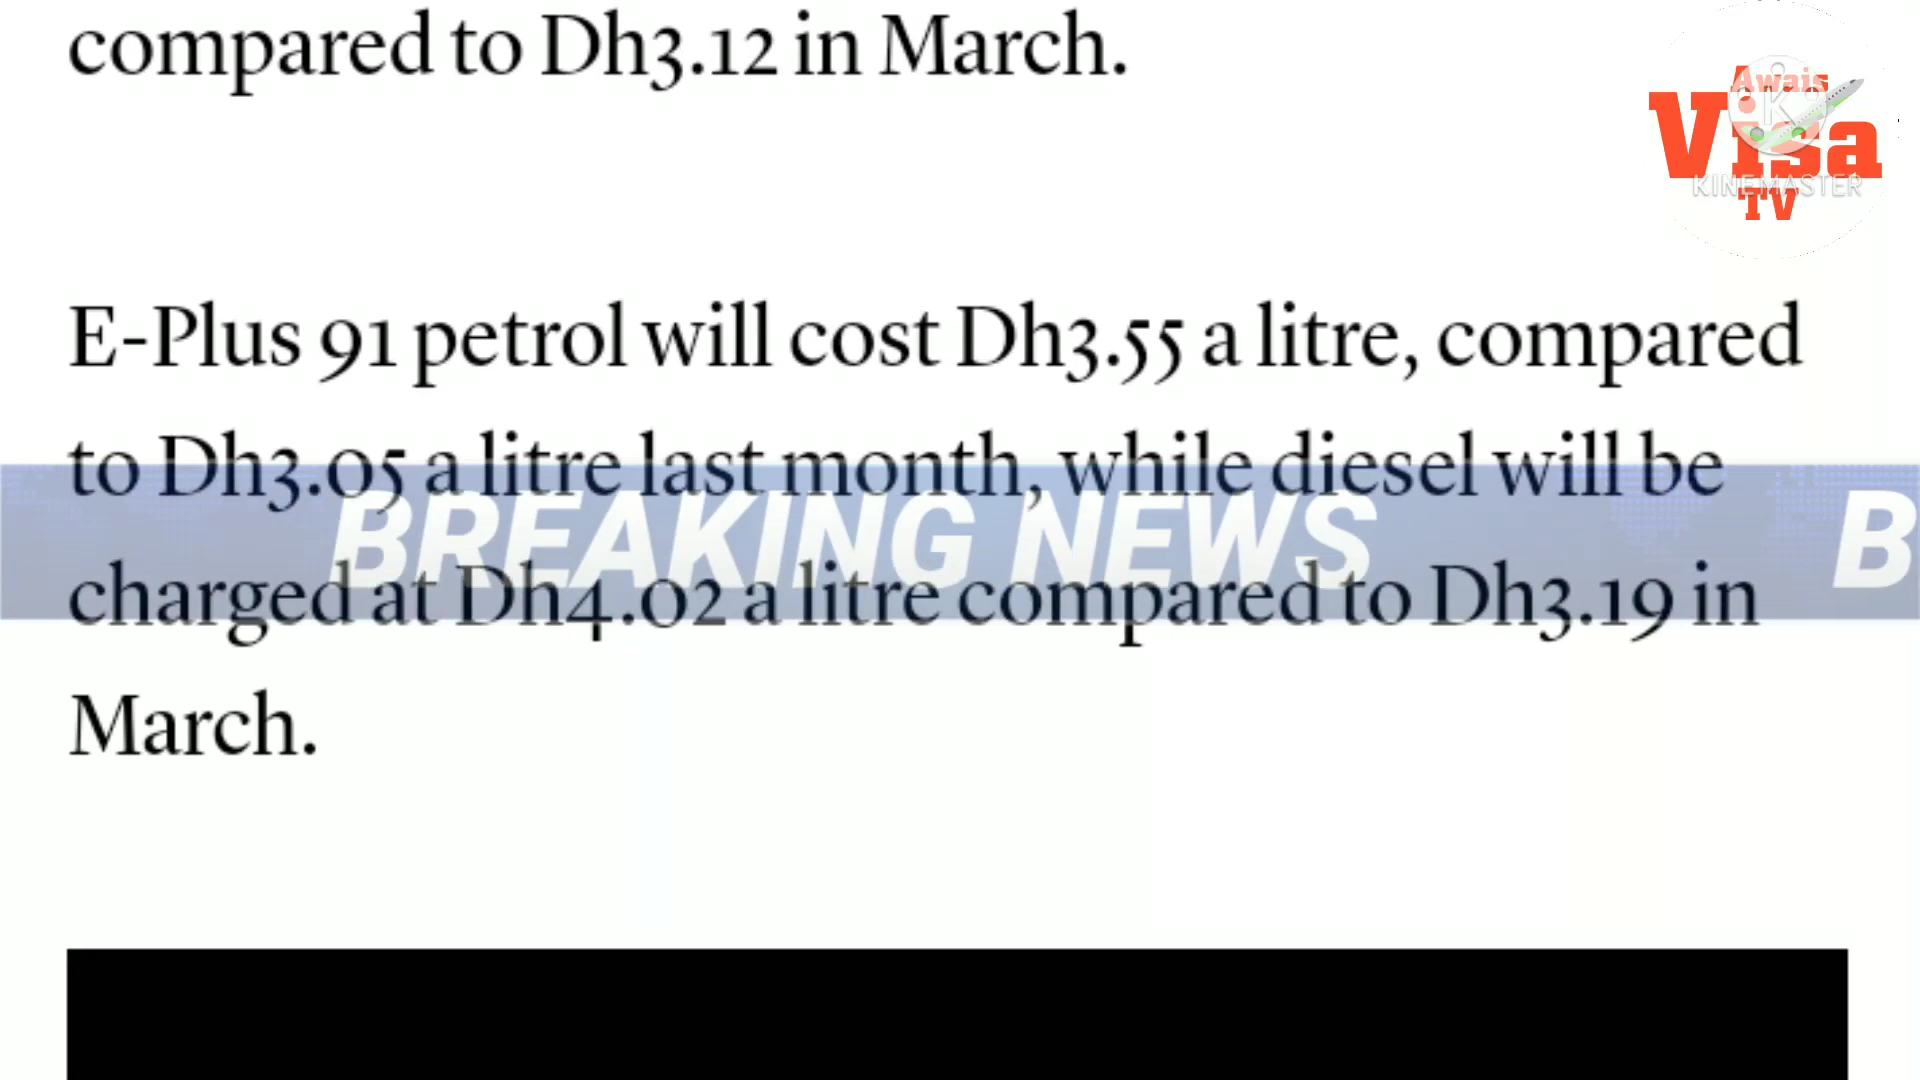 compared to Dh3.12 in March.
Awais
Visa
KINEMASTER
TV
E-Plus 91 petrol will cost Dh3.55 a litre, compared
to Dh3.05 a litre last month, while diesel will be
BREAKING NEWS B
charged at Dh4.02 a litre compared to Dh3.19 in
March.